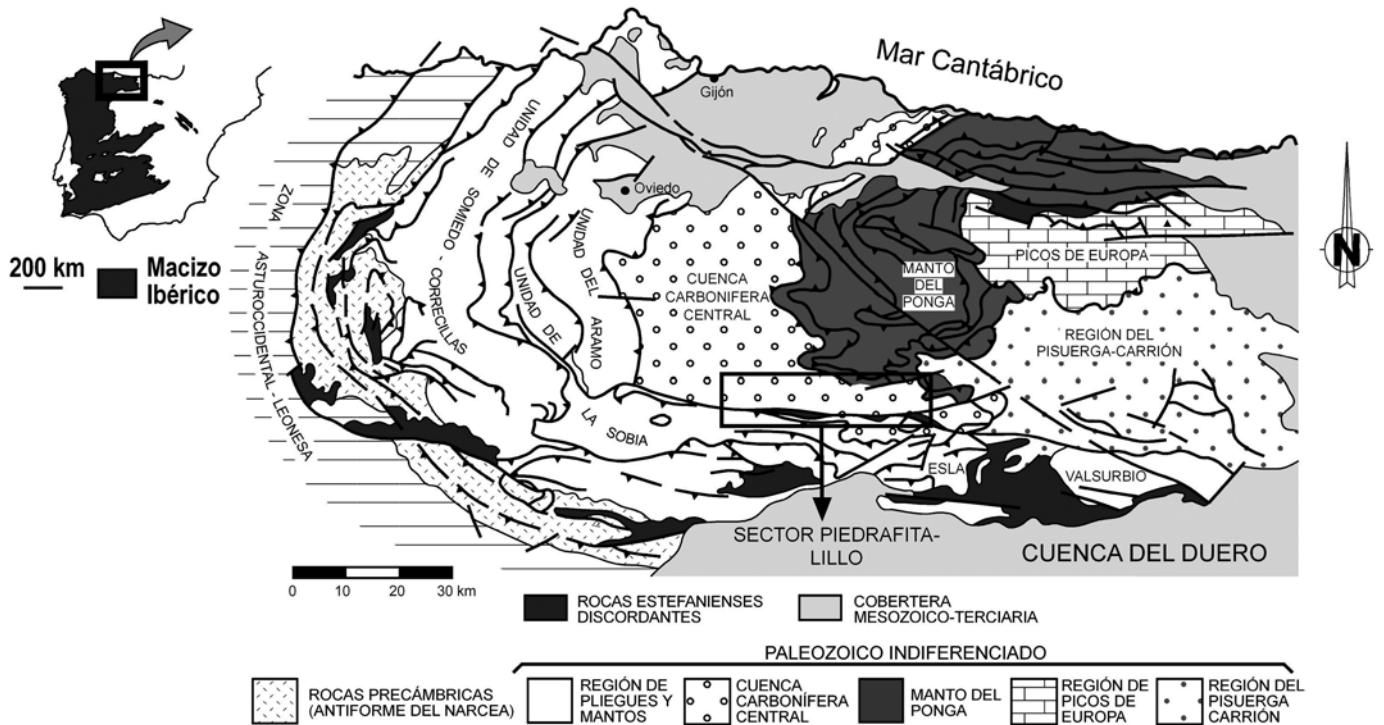 Mar Cantábrico
Gijón
Oviedo
N
200 km
Macizo
Ibérico
ZONA
ASTUROCCIDENTAL - LEONESA
UNIDAD DE SOMIEDO - CORRECILLAS
UNIDAD DE
LA SOBIA
UNIDAD DEL
ARAMO
CUENCA
CARBONIFERA
CENTRAL
MANTO
DEL
PONGA
PICOS DE EUROPA
REGIÓN DEL
PISUERGA-CARRIÓN
ESLA
VALSURBIO
SECTOR PIEDRAFITA-
LILLO
CUENCA DEL DUERO
0 10 20 30 km
ROCAS ESTEFANIENSES
DISCORDANTES
COBERTERA
MESOZOICO-TERCIARIA
PALEOZOICO INDIFERENCIADO
ROCAS PRECÁMBRICAS
(ANTIFORME DEL NARCEA)
REGIÓN DE
PLIEGUES Y
MANTOS
CUENCA
CARBONÍFERA
CENTRAL
MANTO DEL
PONGA
REGIÓN DE
PICOS DE
EUROPA
REGIÓN DEL
PISUERGA
CARRIÓN